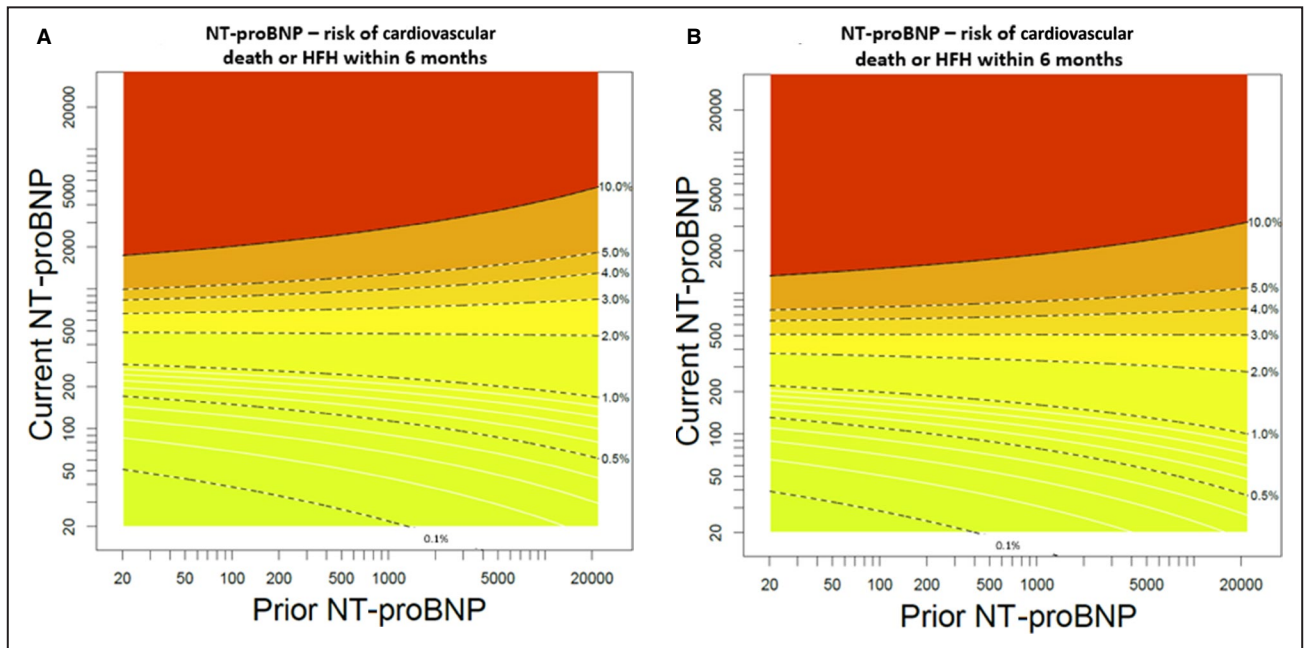 A
NT-proBNP – risk of cardiovascular
death or HFH within 6 months
Current NT-proBNP
20000
5000
2000
500
200
100
50
20
10.0%
5.0%
4.0%
3.0%
2.0%
1.0%
0.5%
0.1%
20 50 100 200 500 1000 5000 20000
Prior NT-proBNP
B
NT-proBNP – risk of cardiovascular
death or HFH within 6 months
Current NT-proBNP
20000
5000
2000
500
200
100
50
20
10.0%
5.0%
4.0%
3.0%
2.0%
1.0%
0.5%
0.1%
20 50 100 200 500 1000 5000 20000
Prior NT-proBNP